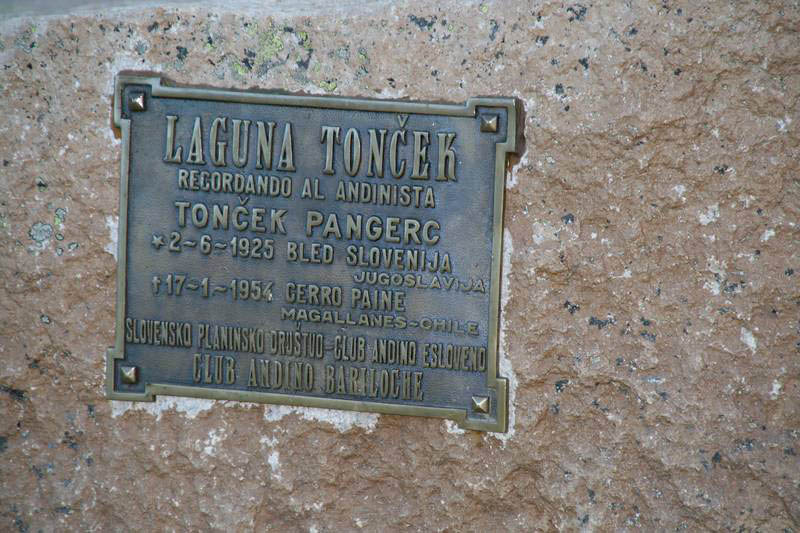 LAGUNA TONČEK
RECORDANDO AL ANDINISTA
TONČEK PANGERC
*2-6-1925 BLED SLOVENIJA
JUGOSLAVIJA
†17-1-1954 CERRO PAINE
MAGALLANES-CHILE
SLOVENSKO PLANINSKO DRUŠTVO-CLUB ANDINO ESLOVENO
CLUB ANDINO BARILOCHE